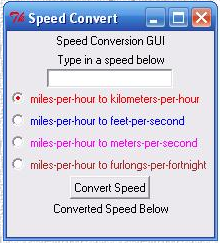 Speed Convert
Speed Conversion GUI
Type in a speed below
miles-per-hour to kilometers-per-hour
miles-per-hour to feet-per-second
miles-per-hour to meters-per-second
miles-per-hour to furlongs-per-fortnight
Convert Speed
Converted Speed Below